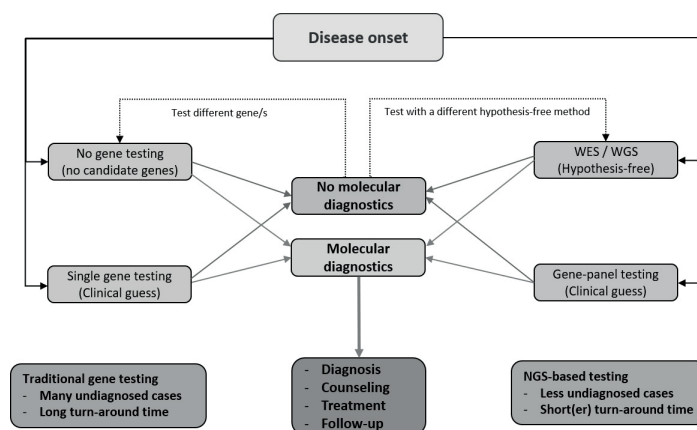 Disease onset
Test different gene/s
Test with a different hypothesis-free method
No gene testing
(no candidate genes)
WES / WGS
(Hypothesis-free)
No molecular
diagnostics
Molecular
diagnostics
Single gene testing
(Clinical guess)
Gene-panel testing
(Clinical guess)
Traditional gene testing
- Many undiagnosed cases
- Long turn-around time
- Diagnosis
- Counseling
- Treatment
- Follow-up
NGS-based testing
- Less undiagnosed cases
- Short(er) turn-around time